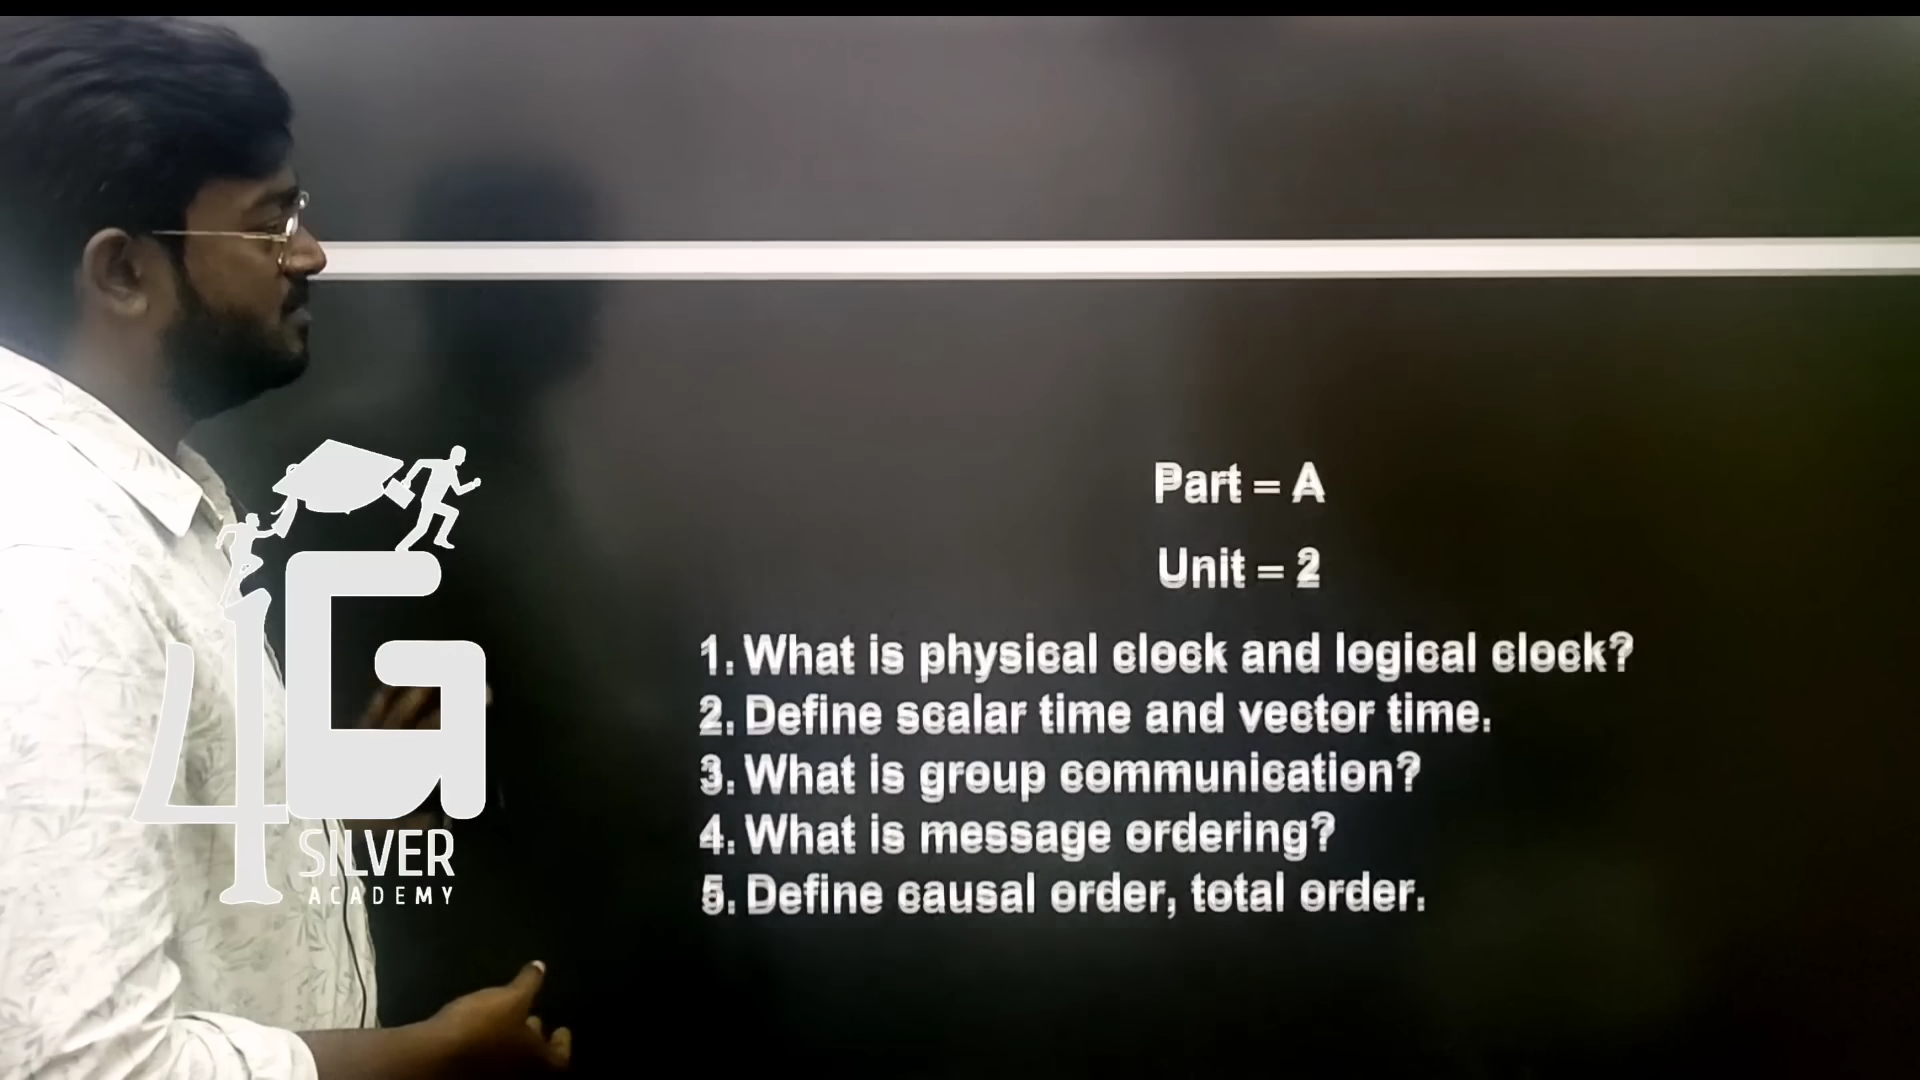 Part = A
Unit = 2
1. What is physical clock and logical clock?
2. Define scalar time and vector time.
3. What is group communication?
4. What is message ordering?
5. Define causal order, total order.
4G
SILVER
ACADEMY